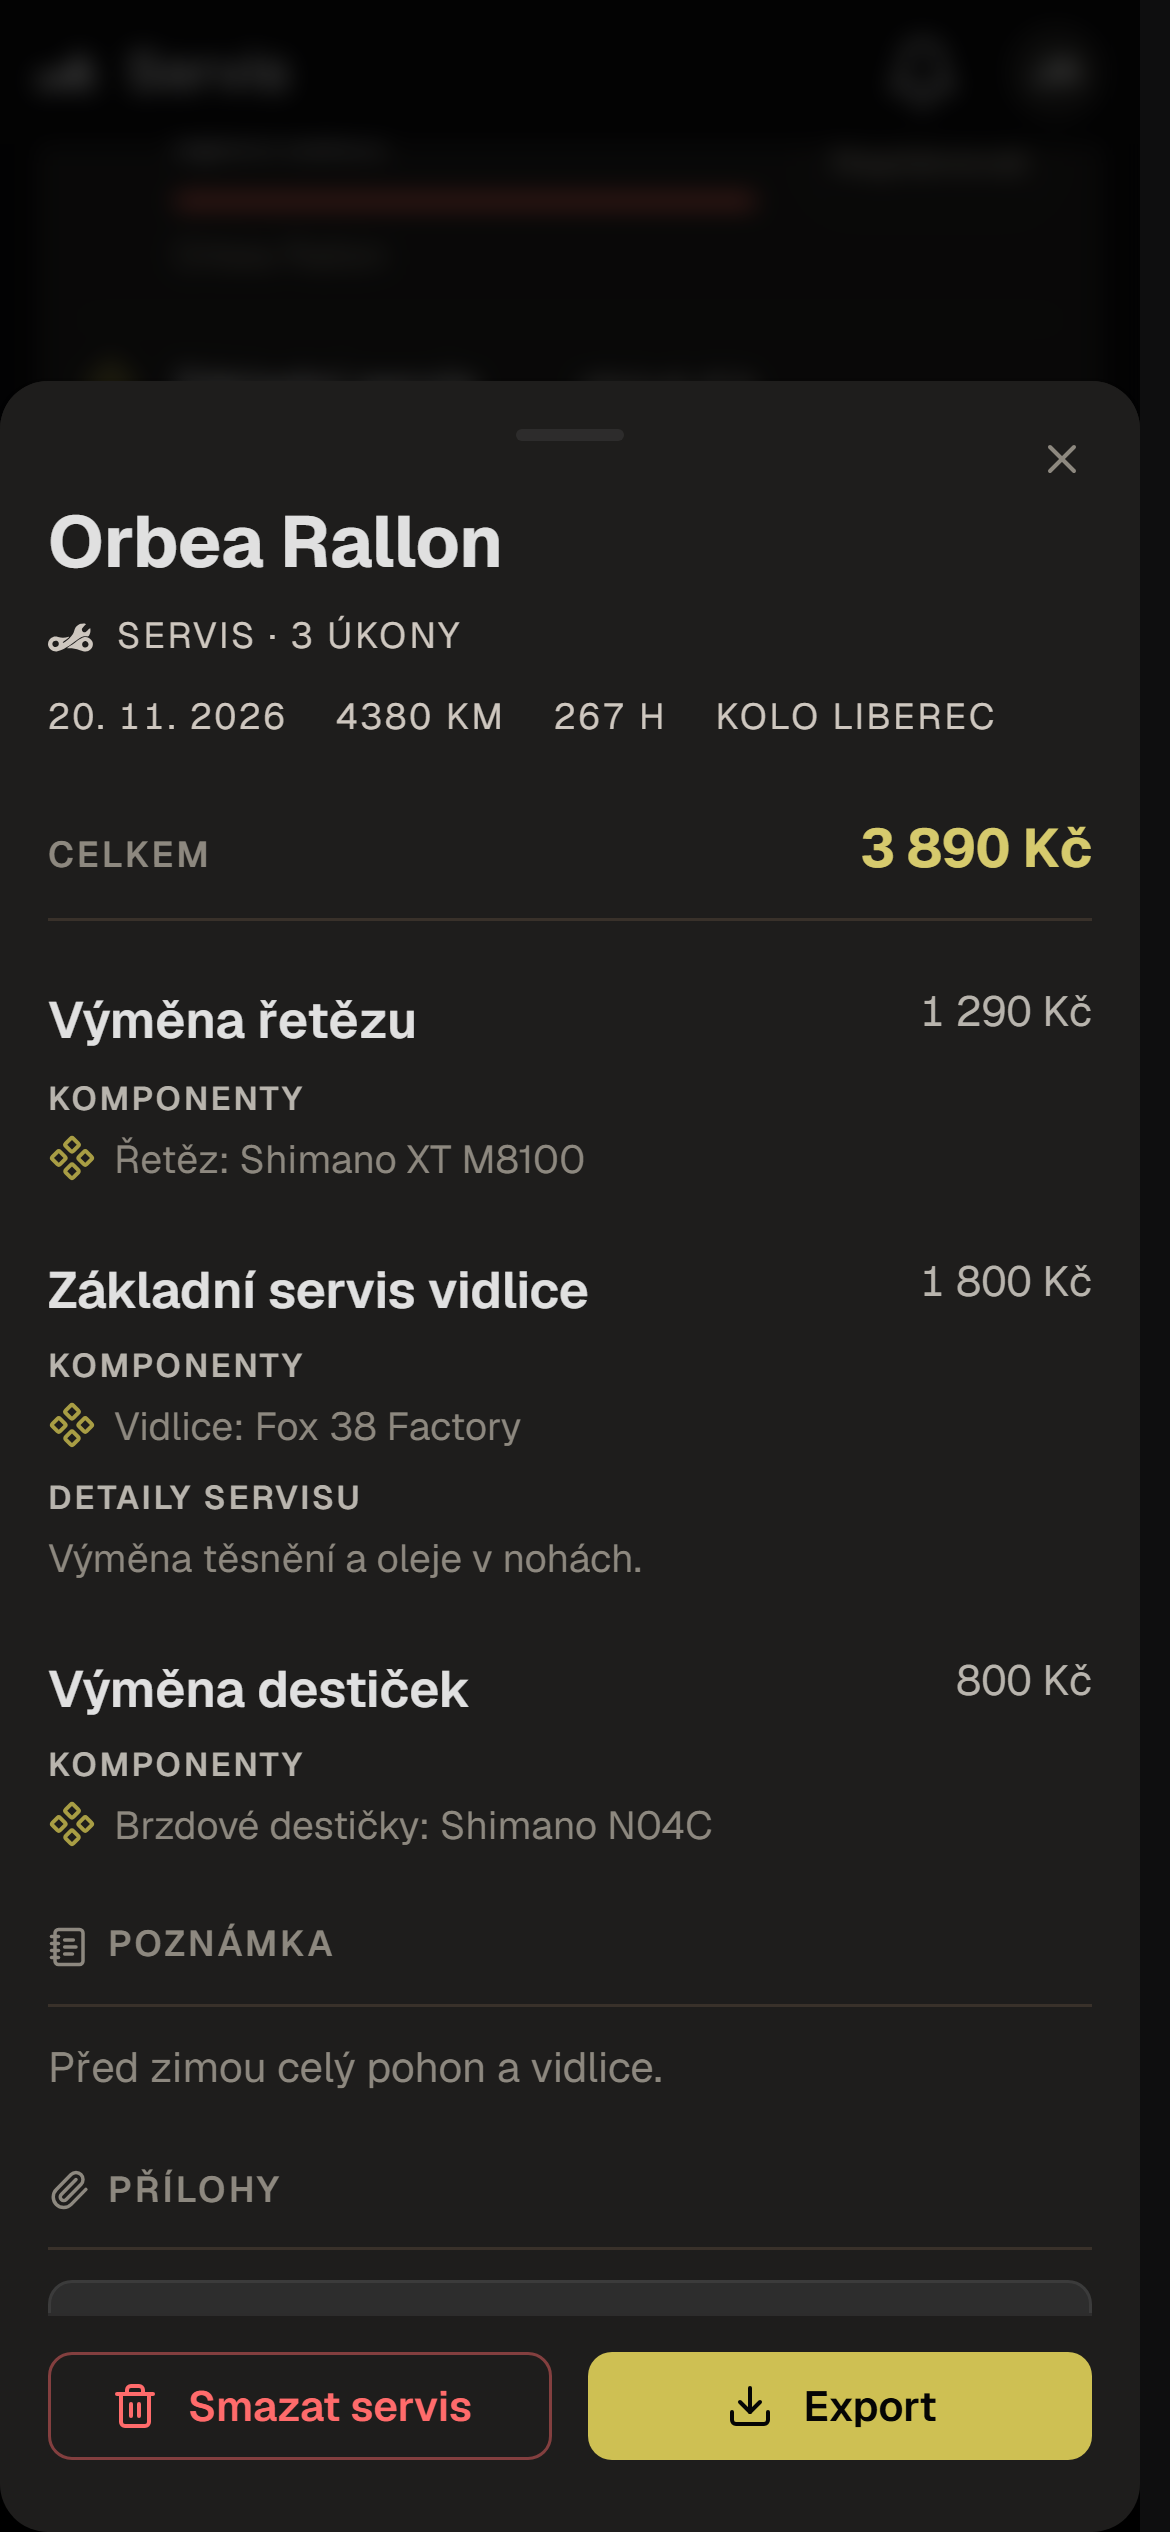 Servis
Orbea Rallon
SERVIS · 3 ÚKONY
20. 11. 2026 4380 KM 267 H KOLO LIBEREC
CELKEM 3 890 Kč
Výměna řetězu 1 290 Kč
KOMPONENTY
Řetěz: Shimano XT M8100
Základní servis vidlice 1 800 Kč
KOMPONENTY
Vidlice: Fox 38 Factory
DETAILY SERVISU
Výměna těsnění a oleje v nohách.
Výměna destiček 800 Kč
KOMPONENTY
Brzdové destičky: Shimano N04C
POZNÁMKA
Před zimou celý pohon a vidlice.
PŘÍLOHY
Smazat servis Export